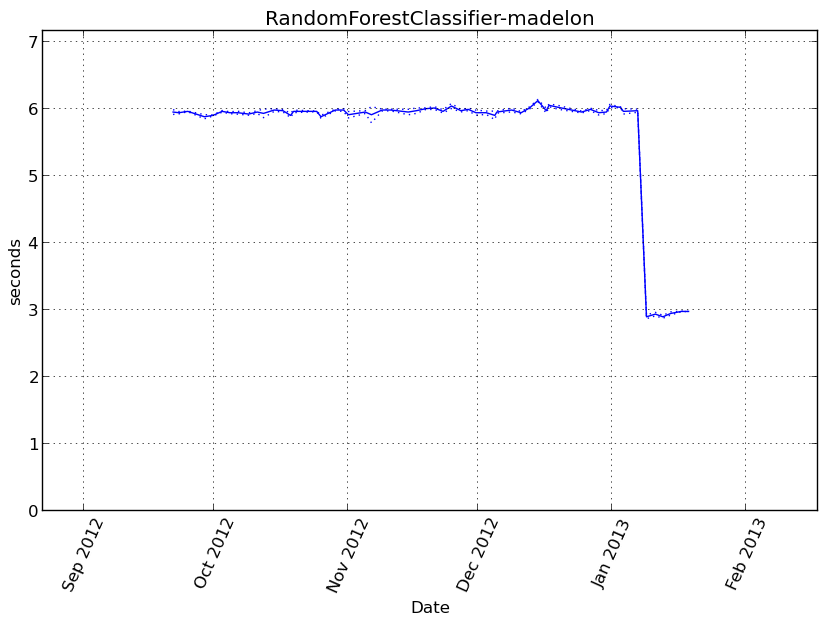 RandomForestClassifier-madelon
7
6
5
4
3
2
1
0
seconds
Sep 2012
Oct 2012
Nov 2012
Dec 2012
Jan 2013
Feb 2013
Date